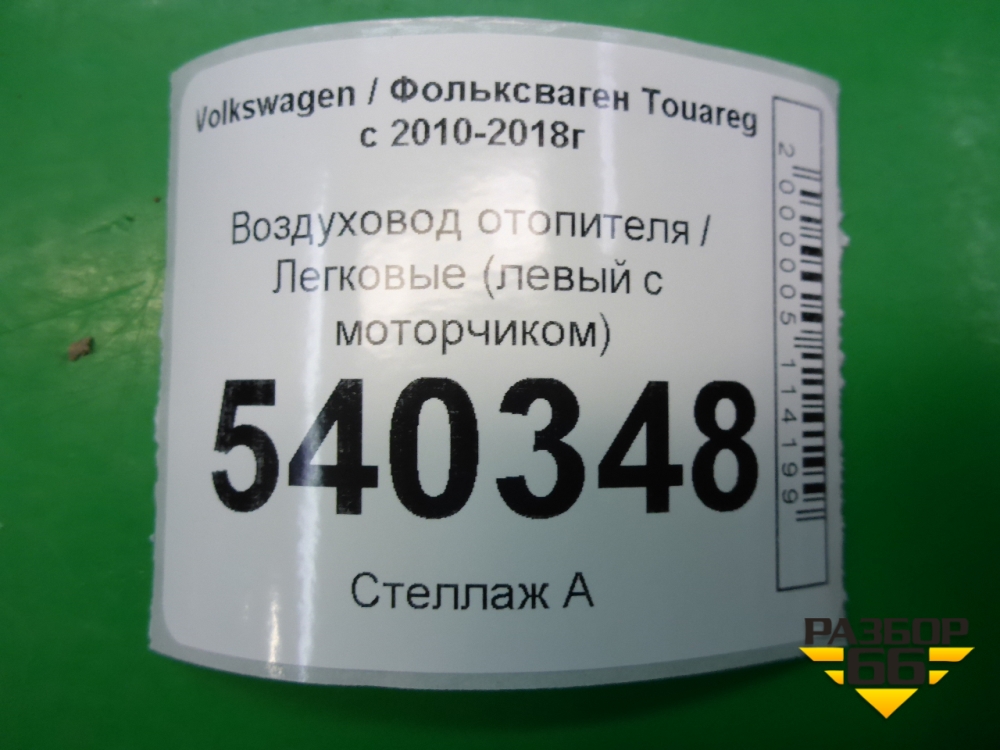 Volkswagen / Фольксваген Touareg
с 2010-2018г
Воздуховод отопителя /
Легковые (левый с
моторчиком)
540348
Стеллаж А
2000005114199
РАЗБОР
66